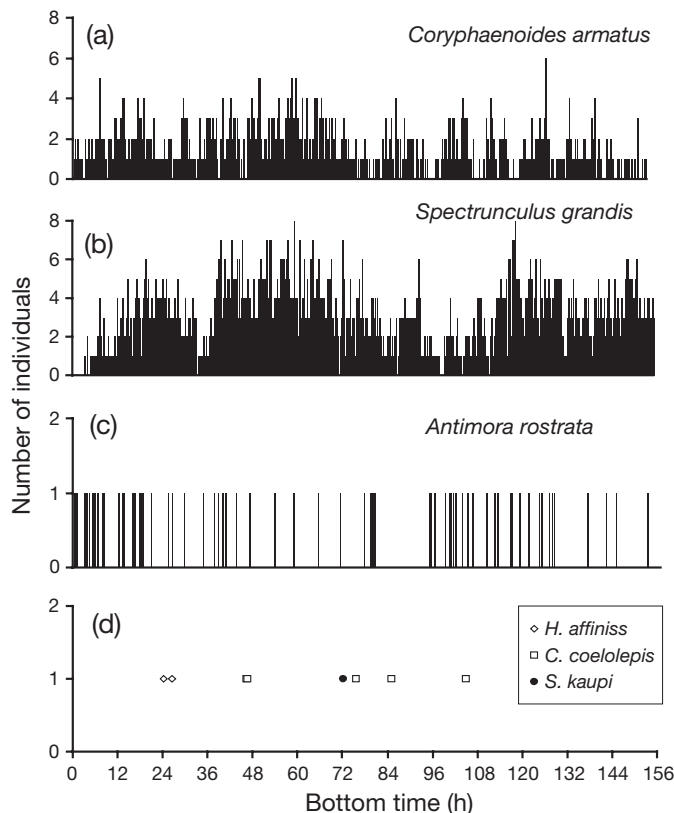 8
(a)
Coryphaenoides armatus
6
4
2
0
Spectrunculus grandis
8
(b)
6
4
2
0
Number of individuals
2
(c)
Antimora rostrata
1
0
2
(d)
H. affiniss
C. coelolepis
S. kaupi
1
0
0 12 24 36 48 60 72 84 96 108 120 132 144 156
Bottom time (h)